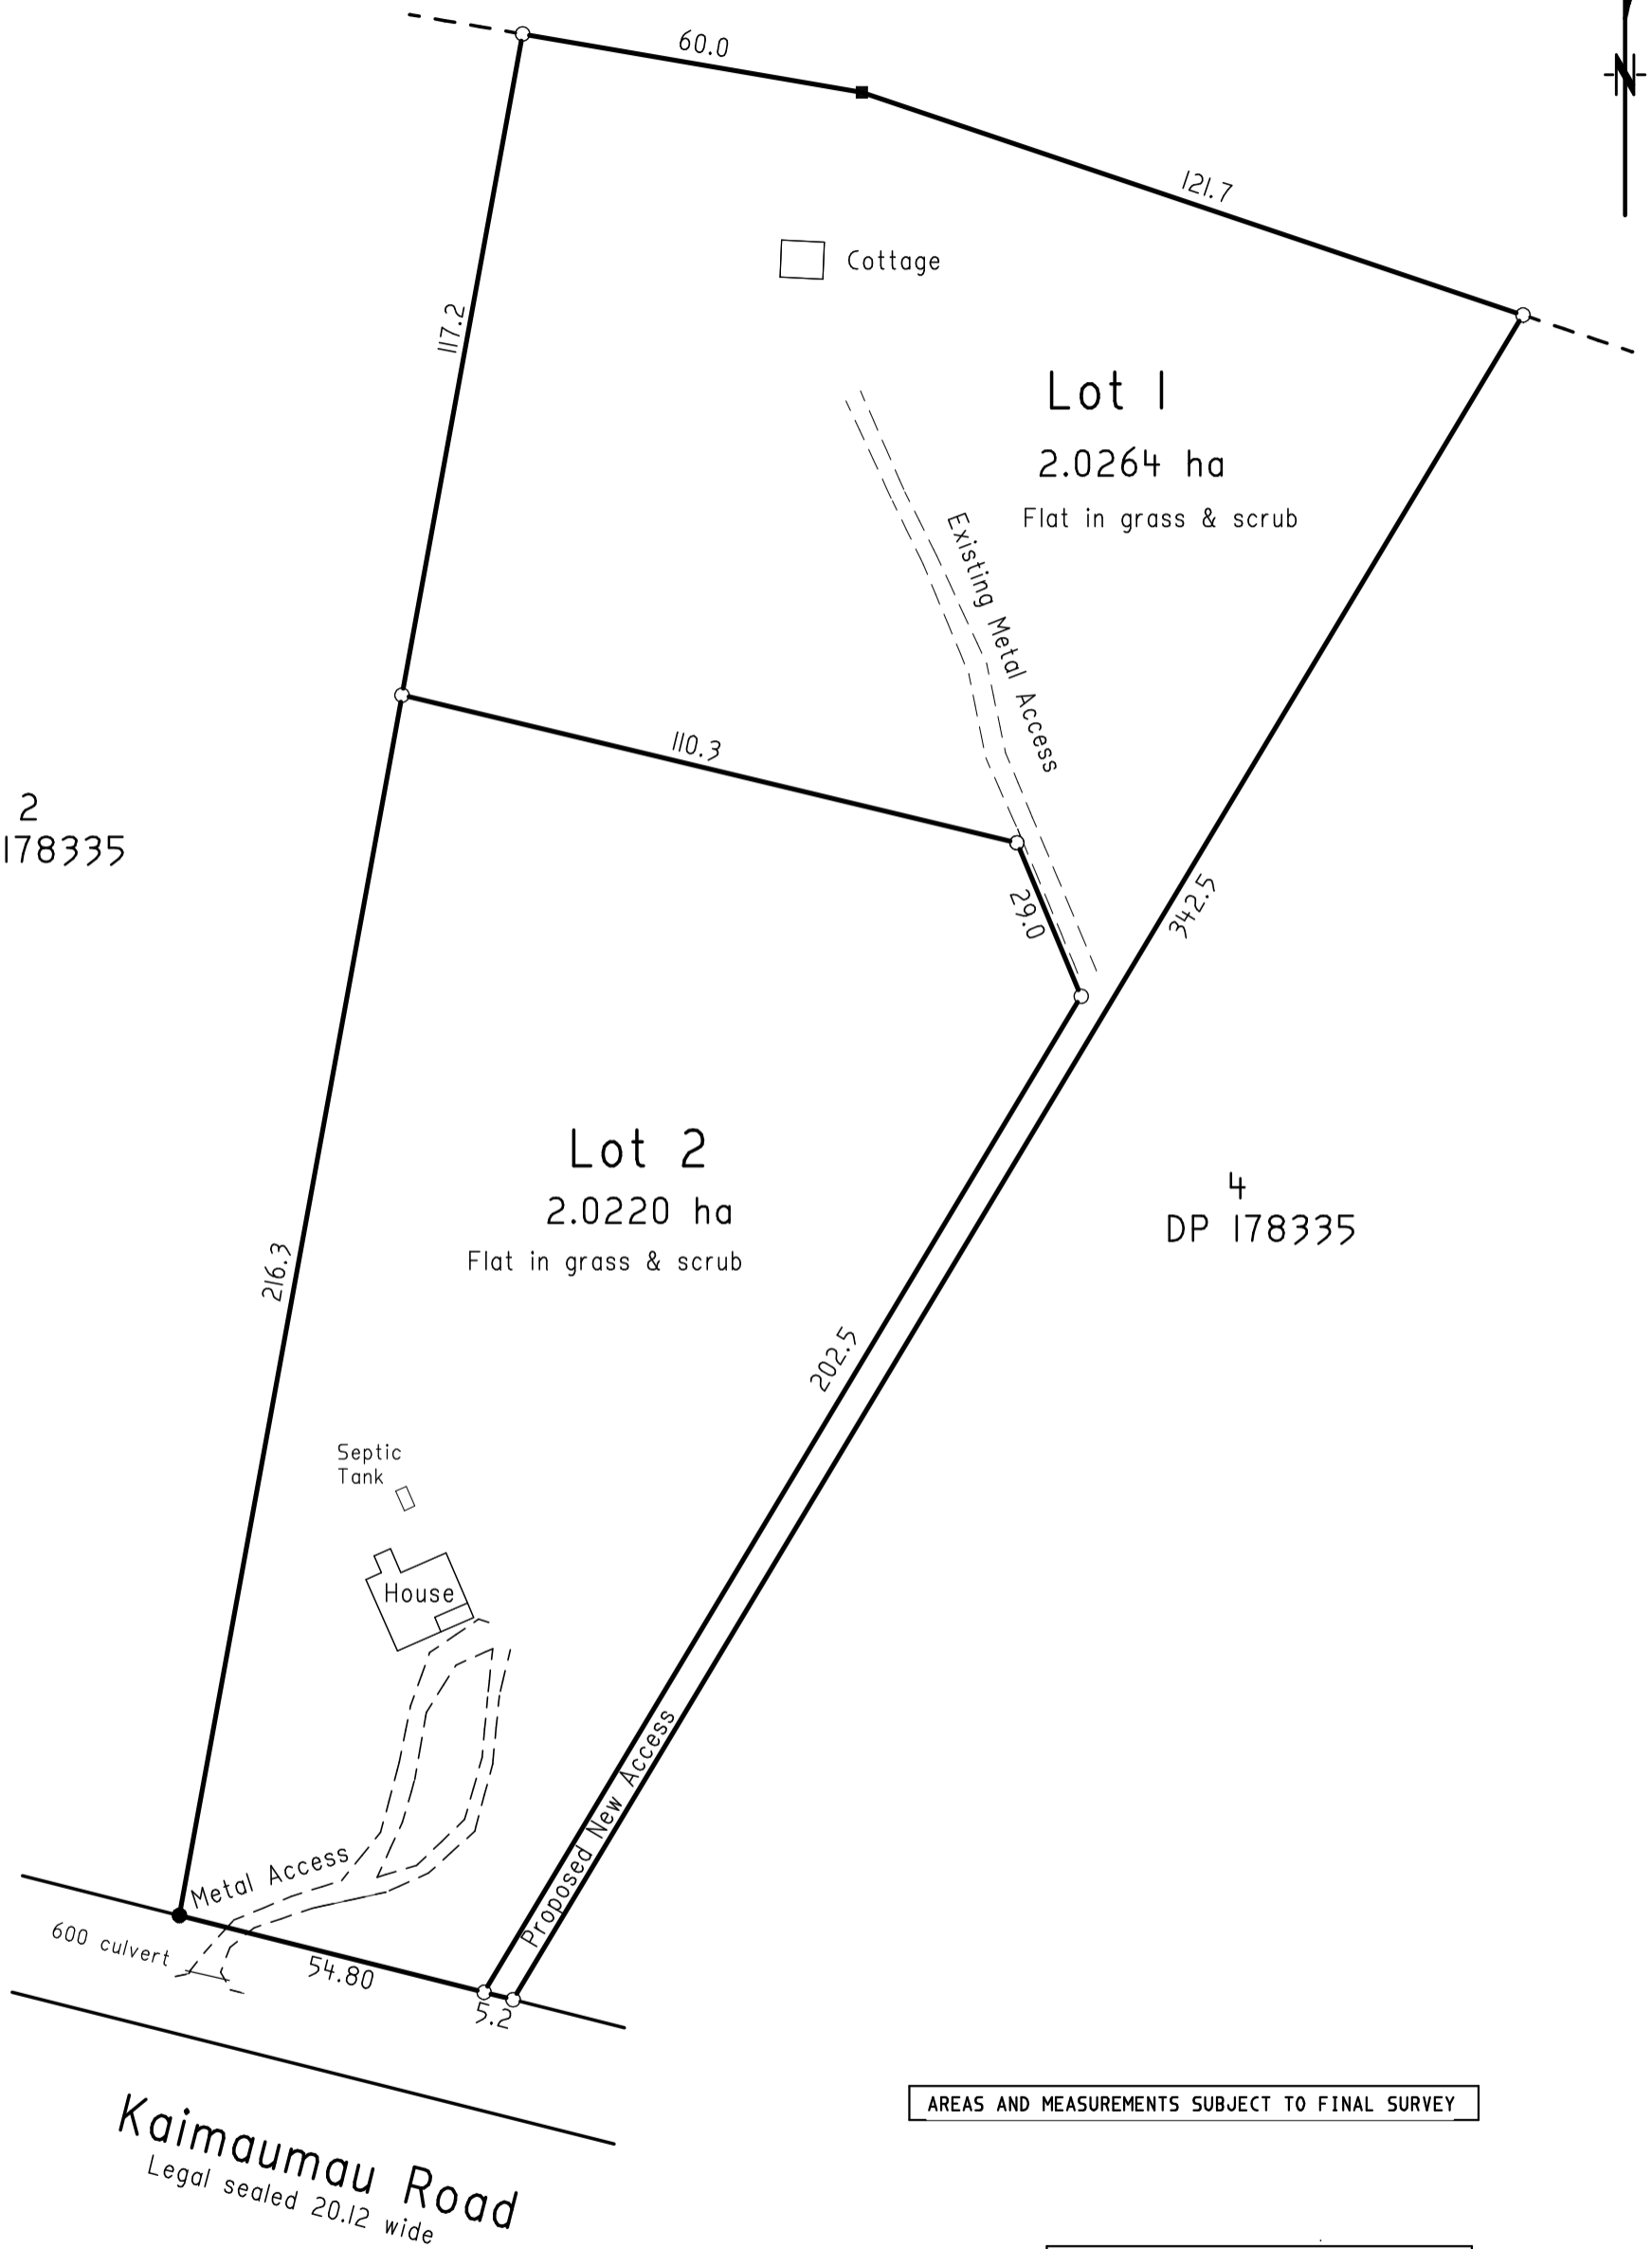 60.0
N
121.7
Cottage
117.2
Lot 1
2.0264 ha
Flat in grass & scrub
Existing Metal Access
110.3
2
178335
29.0
342.5
Lot 2
2.0220 ha
Flat in grass & scrub
4
DP 178335
216.3
202.5
Septic
Tank
House
Proposed New Access
Metal Access
600 culvert
54.80
5.2
AREAS AND MEASUREMENTS SUBJECT TO FINAL SURVEY
Kaimaumau Road
Legal sealed 20.12 wide